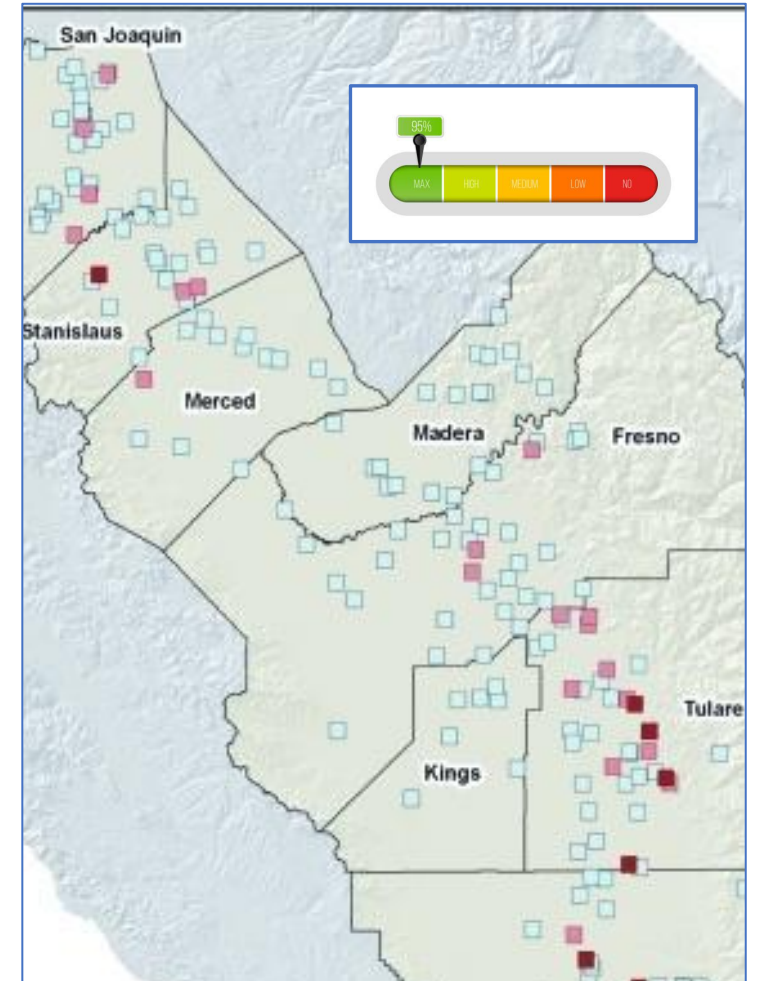 San Joaquin
95%
MAX HIGH MEDIUM LOW NO
Stanislaus
Merced
Madera
Fresno
Tulare
Kings